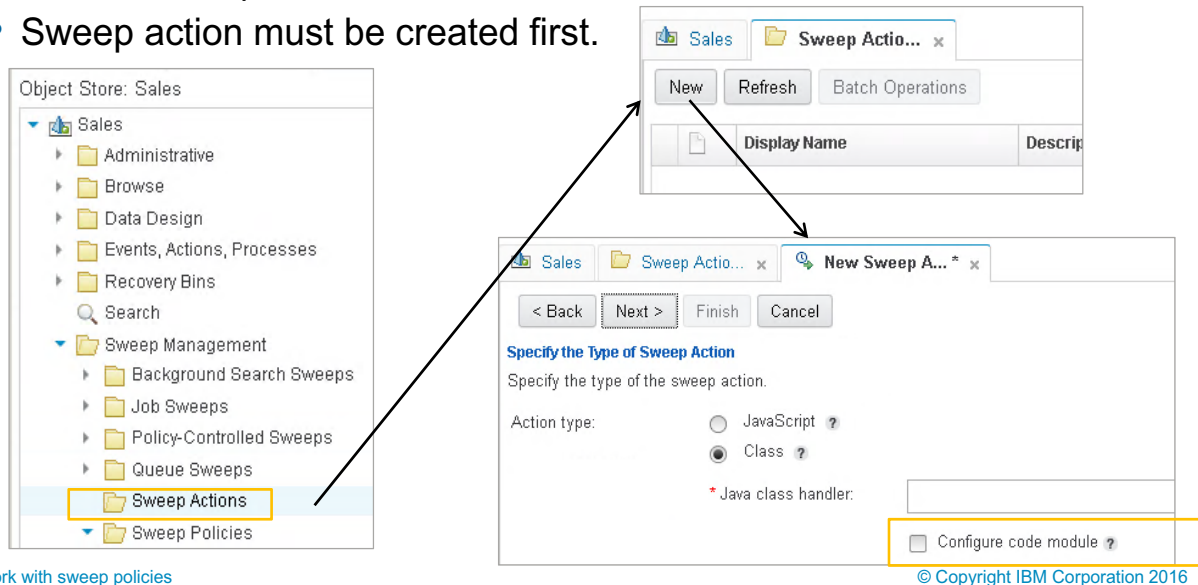 Sweep action must be created first.
Object Store: Sales
Sales
Administrative
Browse
Data Design
Events, Actions, Processes
Recovery Bins
Search
Sweep Management
Background Search Sweeps
Job Sweeps
Policy-Controlled Sweeps
Queue Sweeps
Sweep Actions
Sweep Policies
Sales Sweep Actio... x
New Refresh Batch Operations
Display Name Descrip
Sales Sweep Actio... x New Sweep A... * x
< Back Next > Finish Cancel
Specify the Type of Sweep Action
Specify the type of the sweep action.
Action type: JavaScript ?
Class ?
* Java class handler:
Configure code module ?
rk with sweep policies © Copyright IBM Corporation 2016